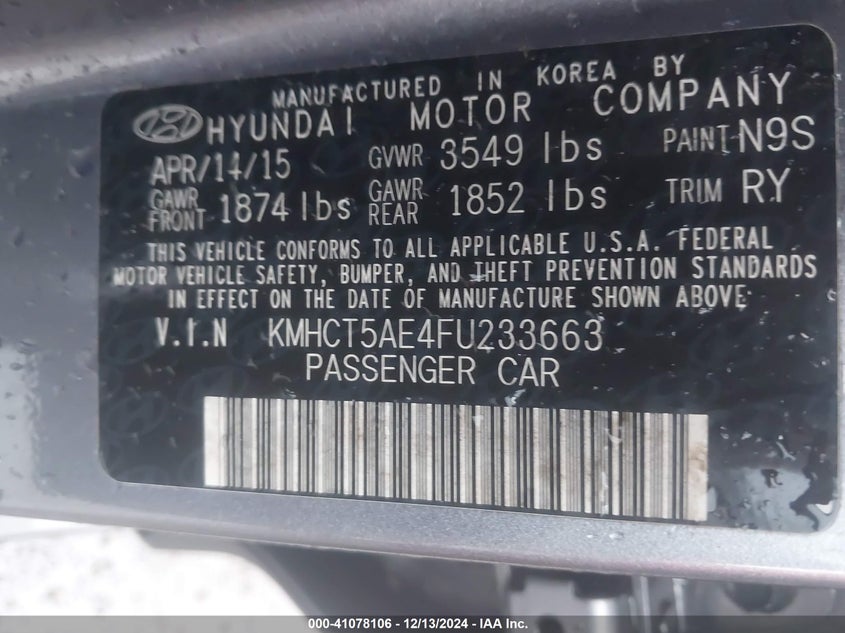 MANUFACTURED IN KOREA BY
HYUNDAI MOTOR COMPANY
APR/14/15 GVWR 3549 lbs PAINT N9S
GAWR FRONT 1874 lbs GAWR REAR 1852 lbs TRIM RY
THIS VEHICLE CONFORMS TO ALL APPLICABLE U.S.A. FEDERAL
MOTOR VEHICLE SAFETY, BUMPER, AND THEFT PREVENTION STANDARDS
IN EFFECT ON THE DATE OF MANUFACTURE SHOWN ABOVE
V.I.N KMHCT5AE4FU233663
PASSENGER CAR
000-41078106 - 12/13/2024 - IAA Inc.